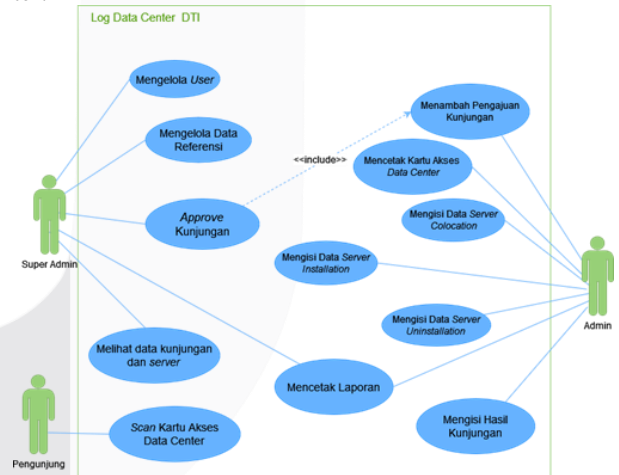 Log Data Center DTI
Mengelola User
Menambah Pengajuan
Kunjungan
Mengelola Data
Referensi
<<include>>
Mencetak Kartu Akses
Data Center
Approve
Kunjungan
Mengisi Data Server
Colocation
Super Admin
Mengisi Data Server
Installation
Mengisi Data Server
Uninstallation
Admin
Melihat data kunjungan
dan server
Mencetak Laporan
Scan Kartu Akses
Data Center
Mengisi Hasil
Kunjungan
Pengunjung